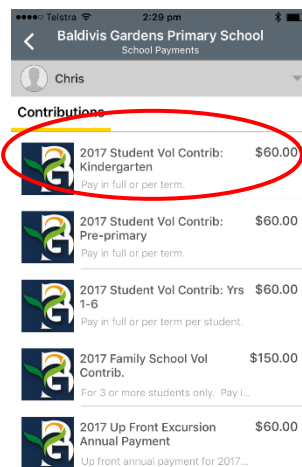 Telstra 2:29 pm
Baldivis Gardens Primary School
School Payments
Chris
Contributions
2017 Student Vol Contrib: $60.00
Kindergarten
Pay in full or per term.
2017 Student Vol Contrib: $60.00
Pre-primary
Pay in full or per term.
2017 Student Vol Contrib: Yrs $60.00
1-6
Pay in full or per term per student.
2017 Family School Vol $150.00
Contrib.
For 3 or more students only. Pay i...
2017 Up Front Excursion $60.00
Annual Payment
Up front annual payment for 2017...